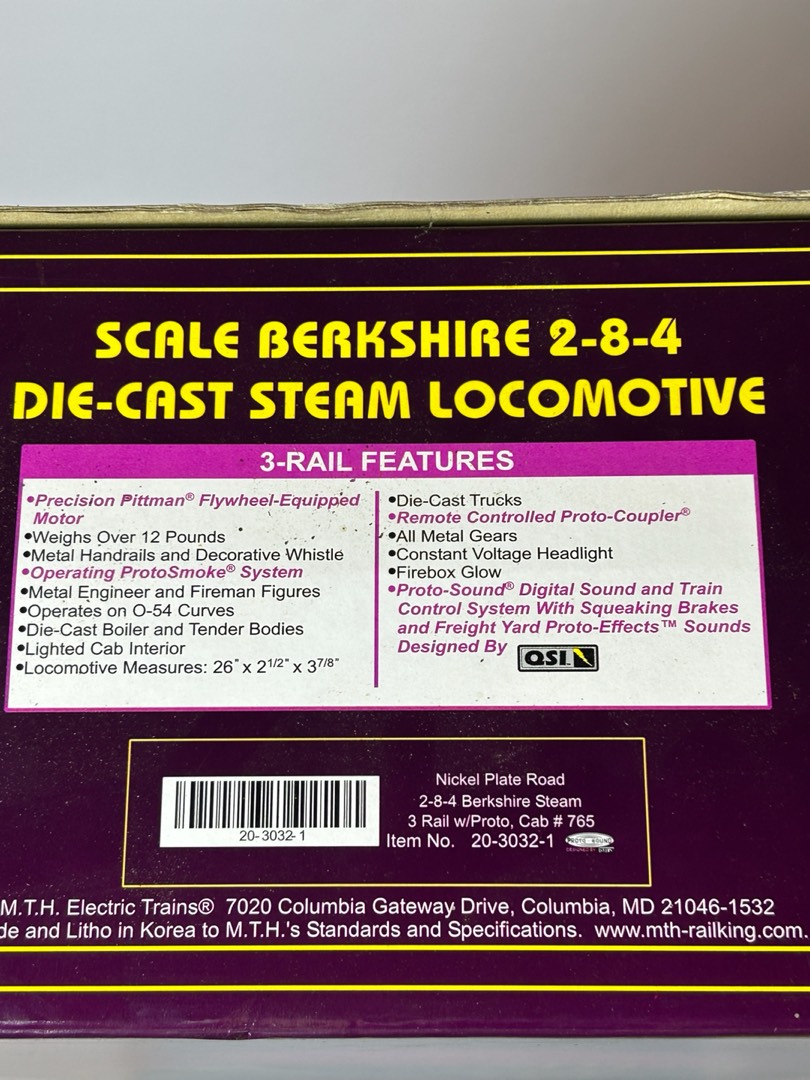 SCALE BERKSHIRE 2-8-4
DIE-CAST STEAM LOCOMOTIVE
3-RAIL FEATURES
•Precision Pittman® Flywheel-Equipped
Motor
•Weighs Over 12 Pounds
•Metal Handrails and Decorative Whistle
•Operating ProtoSmoke® System
•Metal Engineer and Fireman Figures
•Operates on O-54 Curves
•Die-Cast Boiler and Tender Bodies
•Lighted Cab Interior
•Locomotive Measures: 26" x 2 1/2" x 3 7/8"
•Die-Cast Trucks
•Remote Controlled Proto-Coupler®
•All Metal Gears
•Constant Voltage Headlight
•Firebox Glow
•Proto-Sound® Digital Sound and Train
Control System With Squeaking Brakes
and Freight Yard Proto-Effects™ Sounds
Designed By QSI
20-3032-1
Nickel Plate Road
2-8-4 Berkshire Steam
3 Rail w/Proto, Cab # 765
Item No. 20-3032-1 PROTO-SOUND
M.T.H. Electric Trains® 7020 Columbia Gateway Drive, Columbia, MD 21046-1532
de and Litho in Korea to M.T.H.'s Standards and Specifications. www.mth-railking.com.